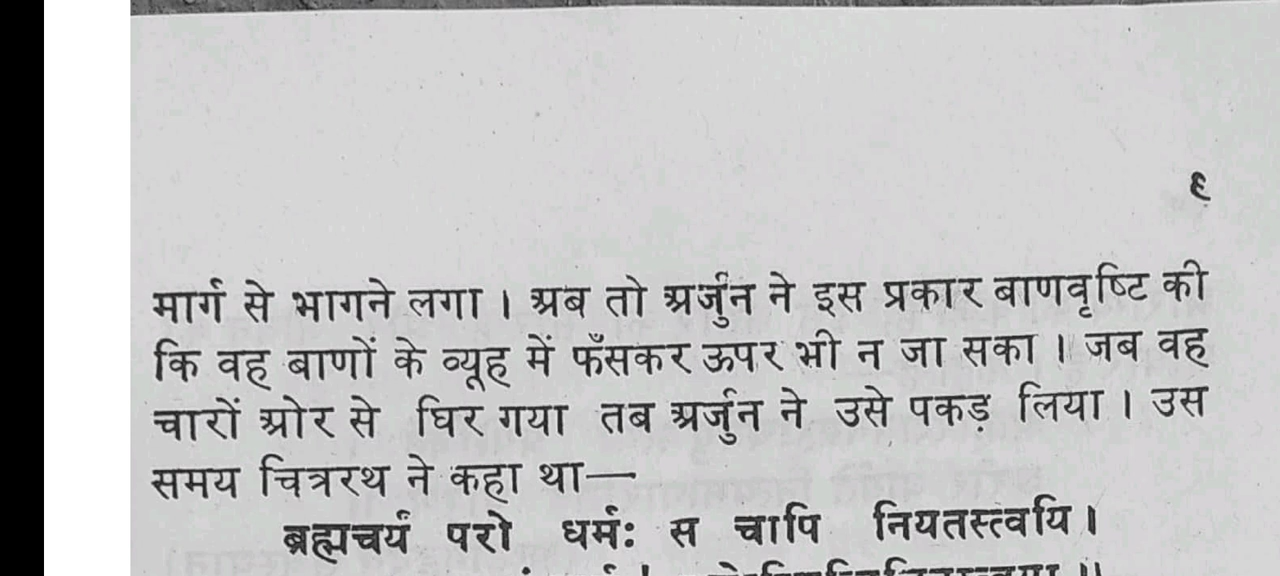 ९
मार्ग से भागने लगा । अब तो अर्जुन ने इस प्रकार बाणवृष्टि की
कि वह बाणों के व्यूह में फँसकर ऊपर भी न जा सका । जब वह
चारों ओर से घिर गया तब अर्जुन ने उसे पकड़ लिया । उस
समय चित्ररथ ने कहा था—
ब्रह्मचर्यं परो धर्मः स चापि नियतस्त्वयि ।